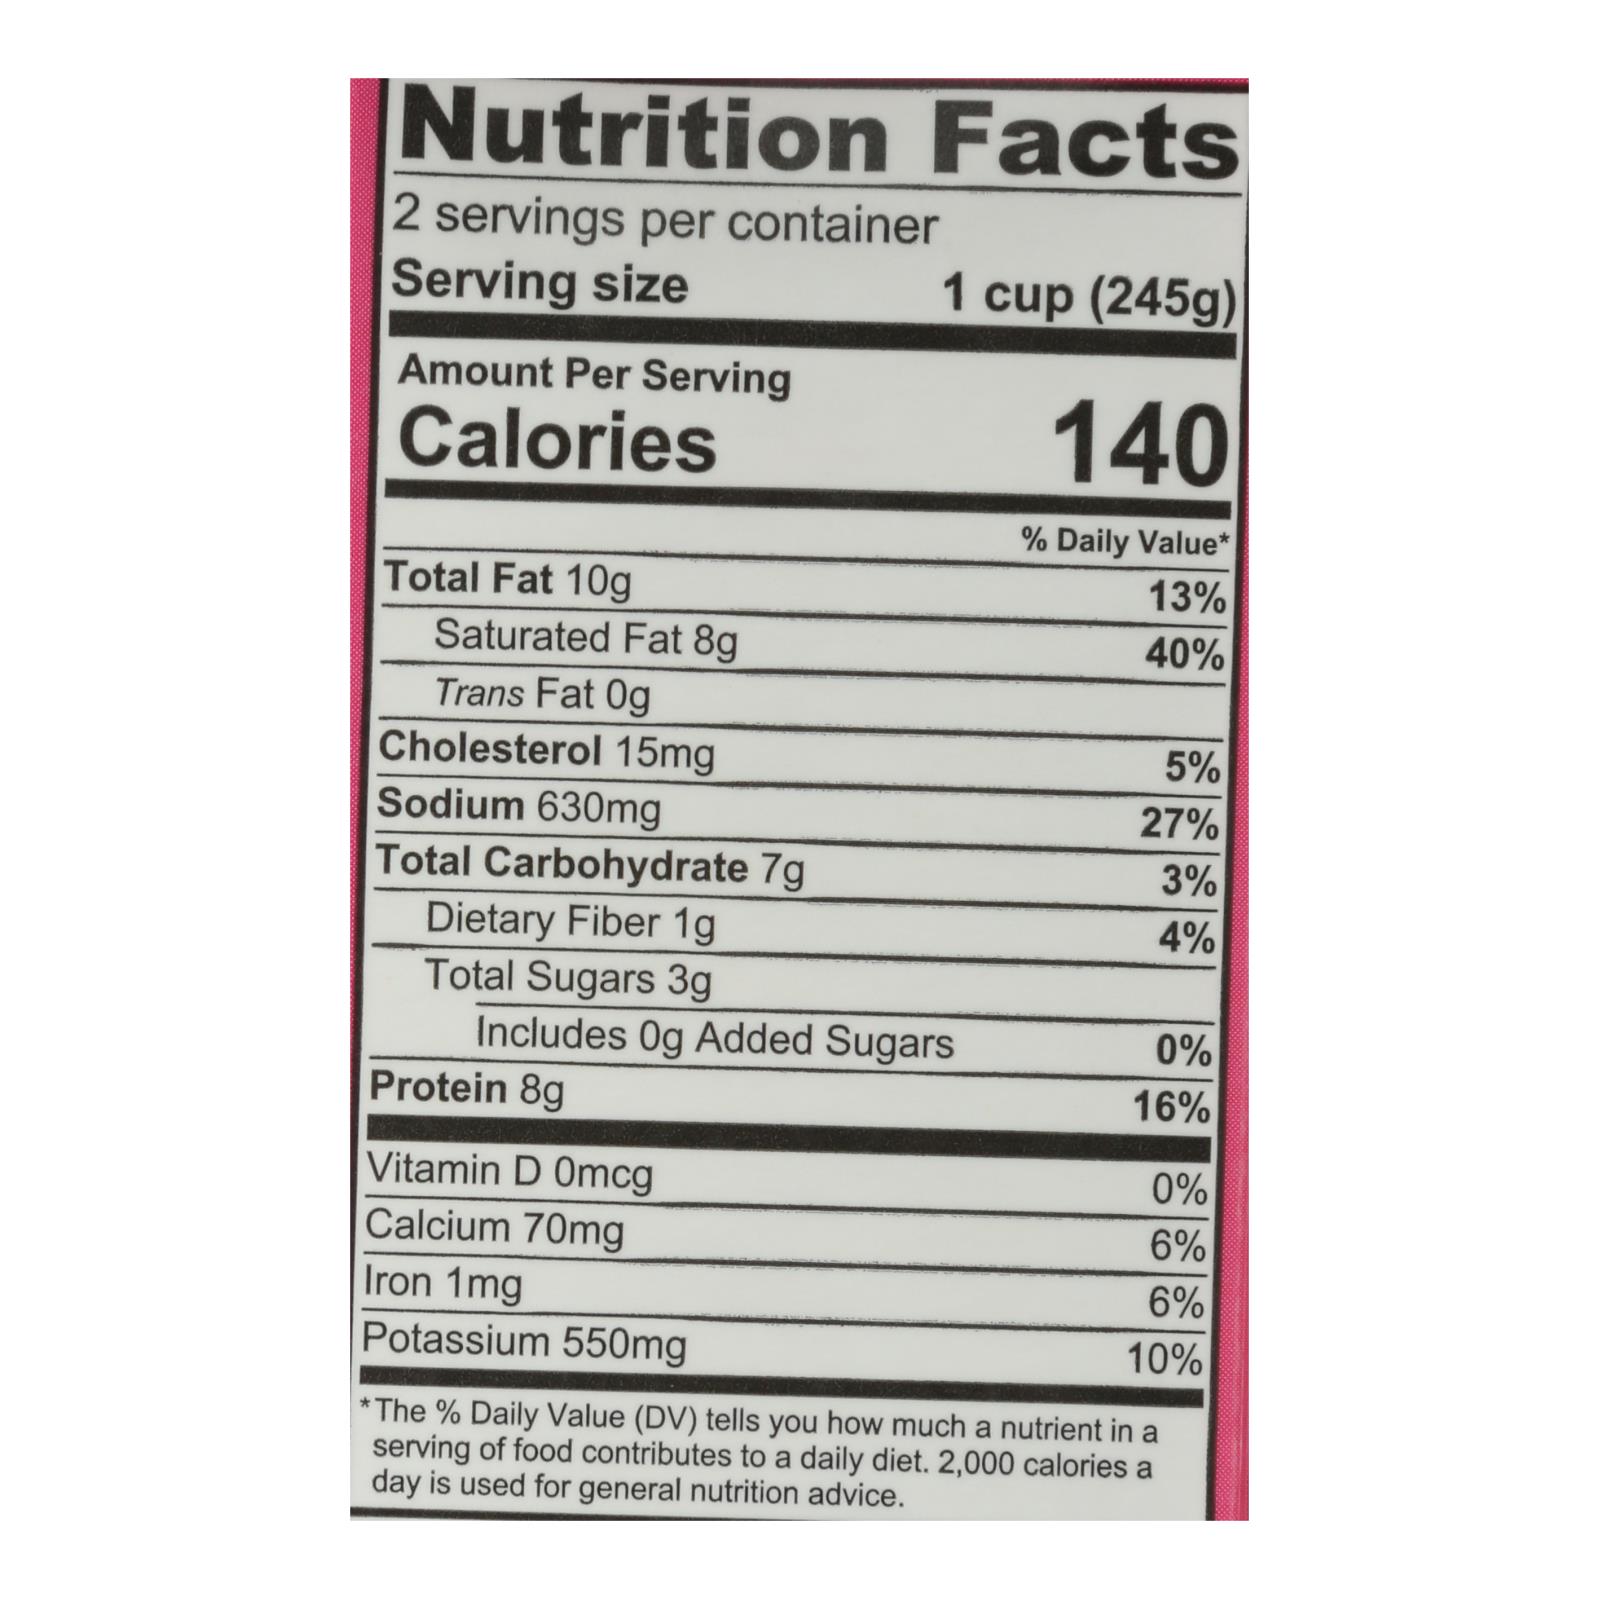 Nutrition Facts
2 servings per container
Serving size 1 cup (245g)
Amount Per Serving
Calories 140
% Daily Value*
Total Fat 10g 13%
Saturated Fat 8g 40%
Trans Fat 0g
Cholesterol 15mg 5%
Sodium 630mg 27%
Total Carbohydrate 7g 3%
Dietary Fiber 1g 4%
Total Sugars 3g
Includes 0g Added Sugars 0%
Protein 8g 16%
Vitamin D 0mcg 0%
Calcium 70mg 6%
Iron 1mg 6%
Potassium 550mg 10%
*The % Daily Value (DV) tells you how much a nutrient in a
serving of food contributes to a daily diet. 2,000 calories a
day is used for general nutrition advice.